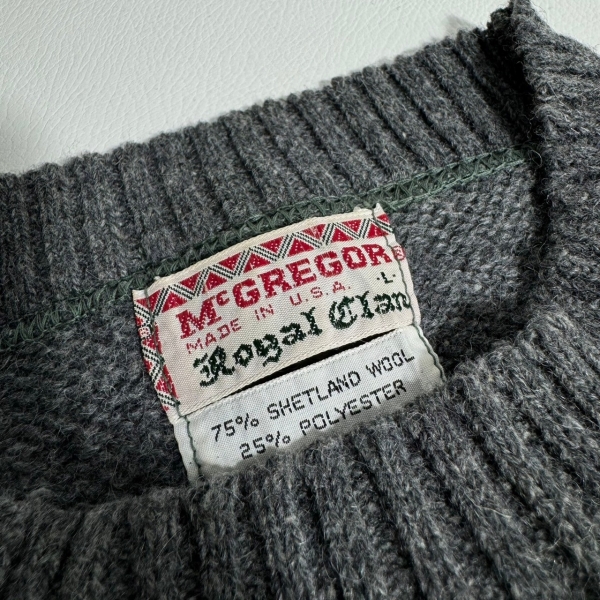 McGREGOR®
MADE IN U.S.A. -L-
Royal Clan
75% SHETLAND WOOL
25% POLYESTER